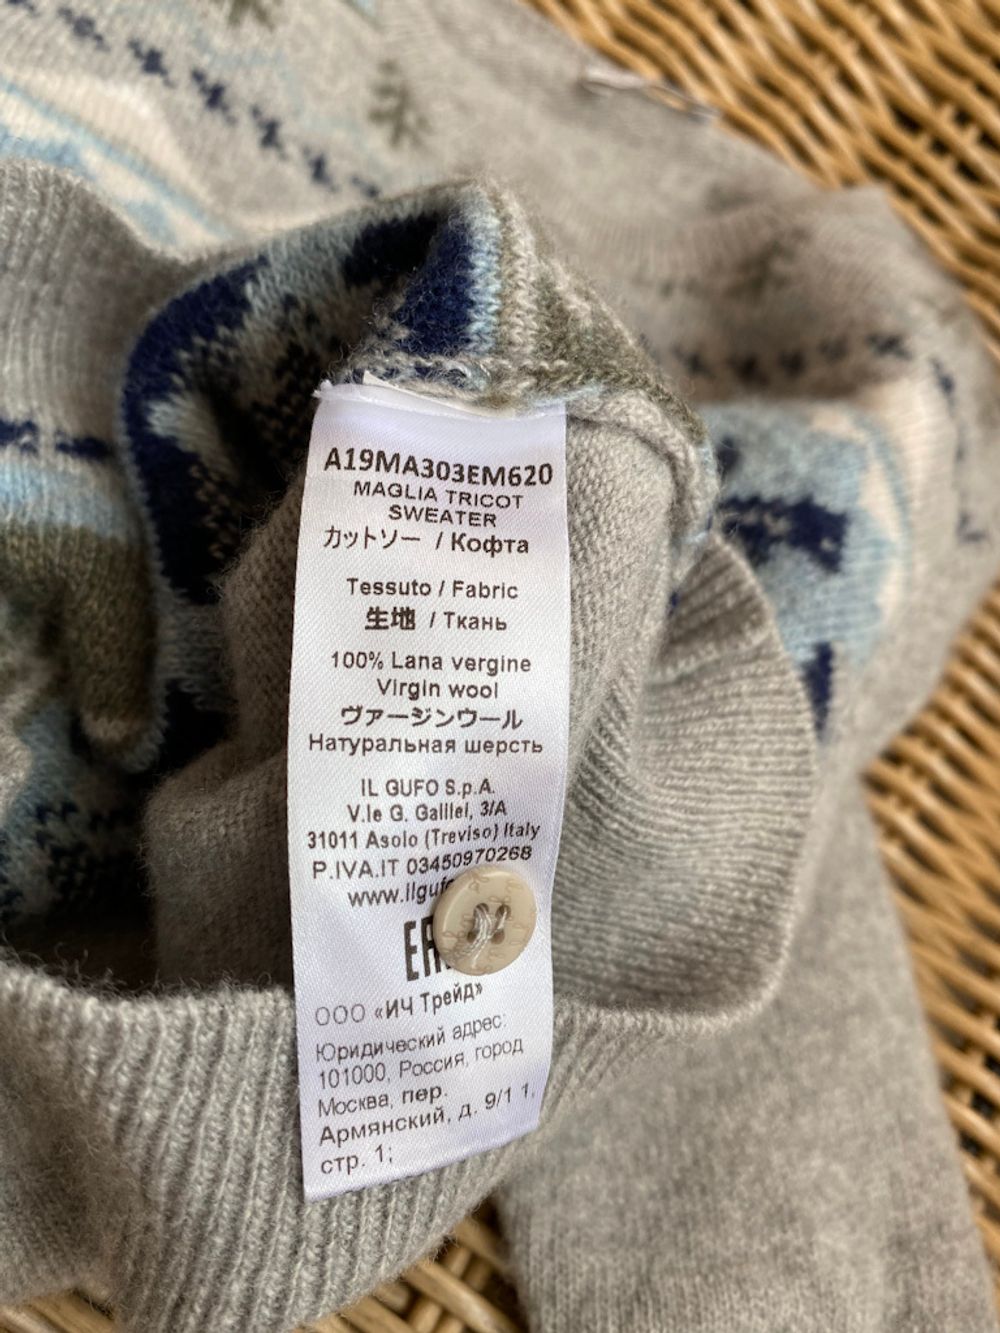 A19MA303EM620
MAGLIA TRICOT
SWEATER
カットソー / Кофта
Tessuto / Fabric
生地 / Ткань
100% Lana vergine
Virgin wool
ヴァージンウール
Натуральная шерсть
IL GUFO S.p.A.
V.le G. Galilei, 3/A
31011 Asolo (Treviso) Italy
P.IVA.IT 03450970268
ООО «ИЧ Трейд»
Юридический адрес:
101000, Россия, город
Москва, пер.
Армянский, д. 9/1 1,
стр. 1;